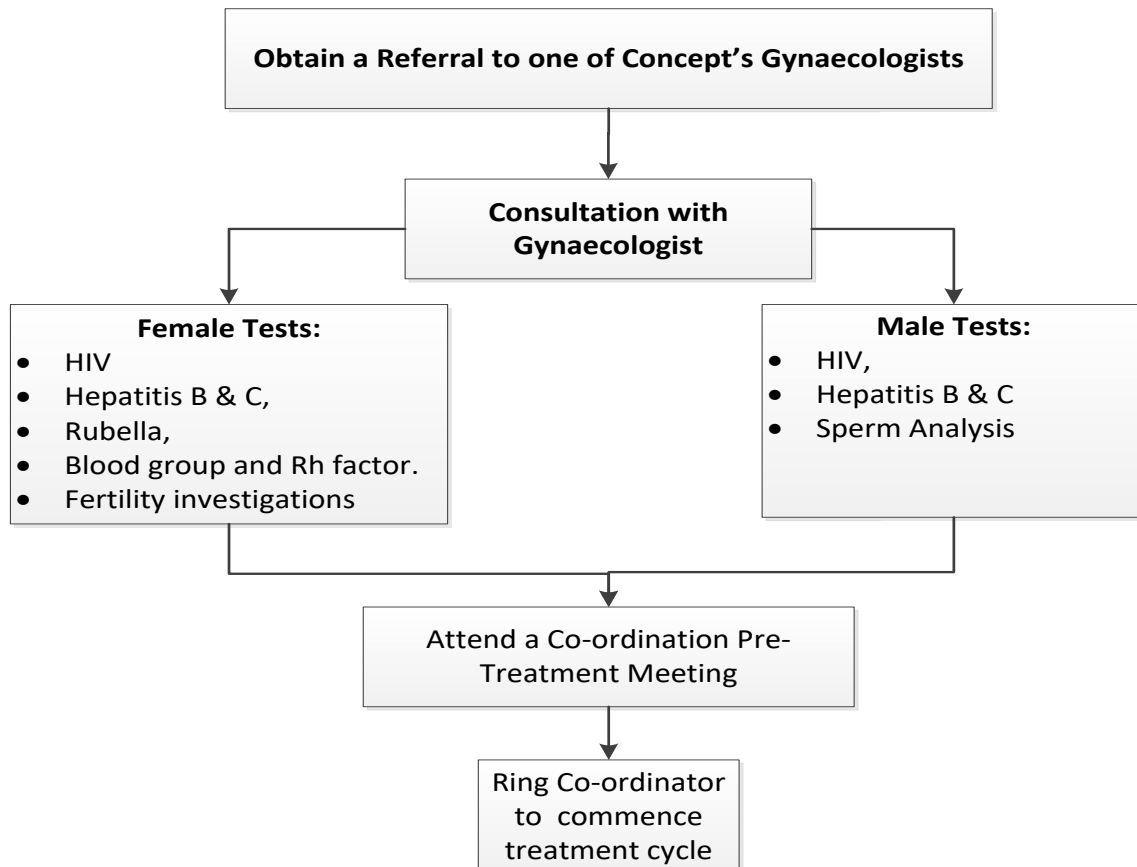 Obtain a Referral to one of Concept’s Gynaecologists
Consultation with
Gynaecologist
Female Tests:
• HIV
• Hepatitis B & C,
• Rubella,
• Blood group and Rh factor.
• Fertility investigations
Male Tests:
• HIV,
• Hepatitis B & C
• Sperm Analysis
Attend a Co-ordination Pre-
Treatment Meeting
Ring Co-ordinator
to commence
treatment cycle